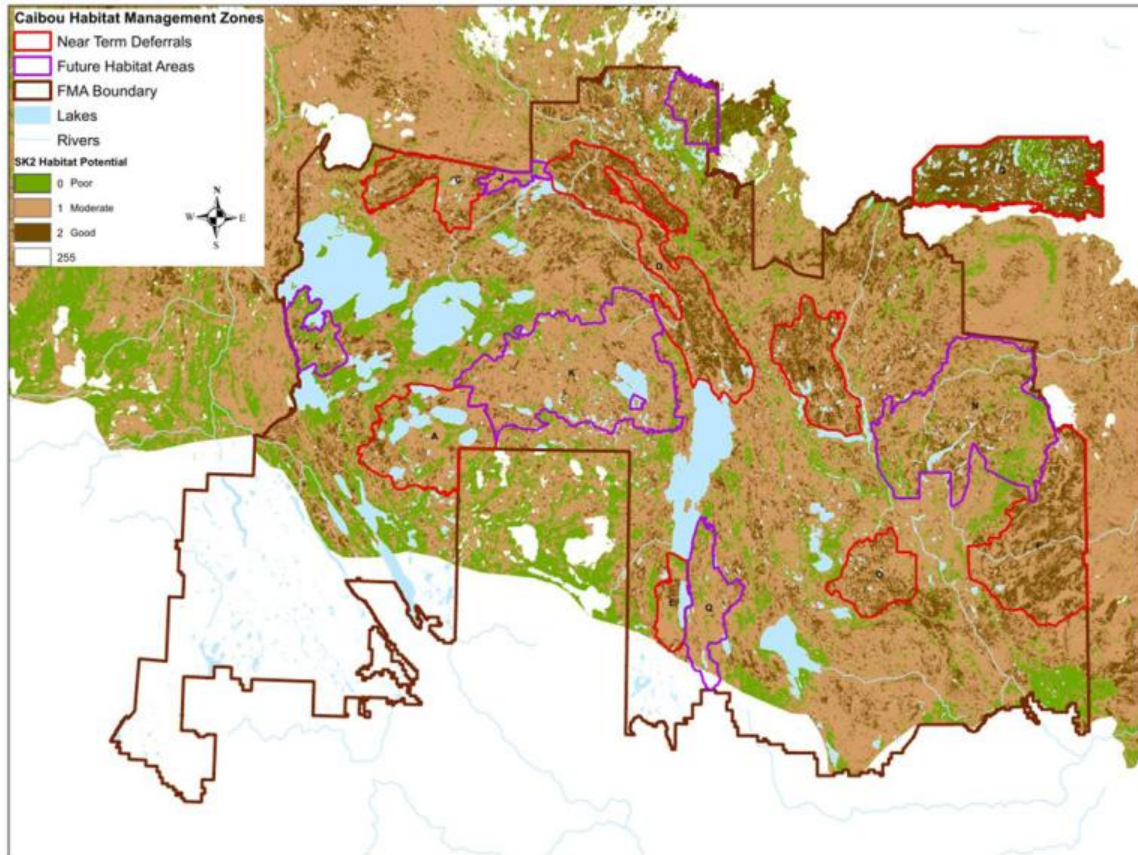 Caibou Habitat Management Zones
Near Term Deferrals
Future Habitat Areas
FMA Boundary
Lakes
Rivers
SK2 Habitat Potential
0 Poor
1 Moderate
2 Good
255
N
W E
S
J
D
L
K
A
H
N
Q